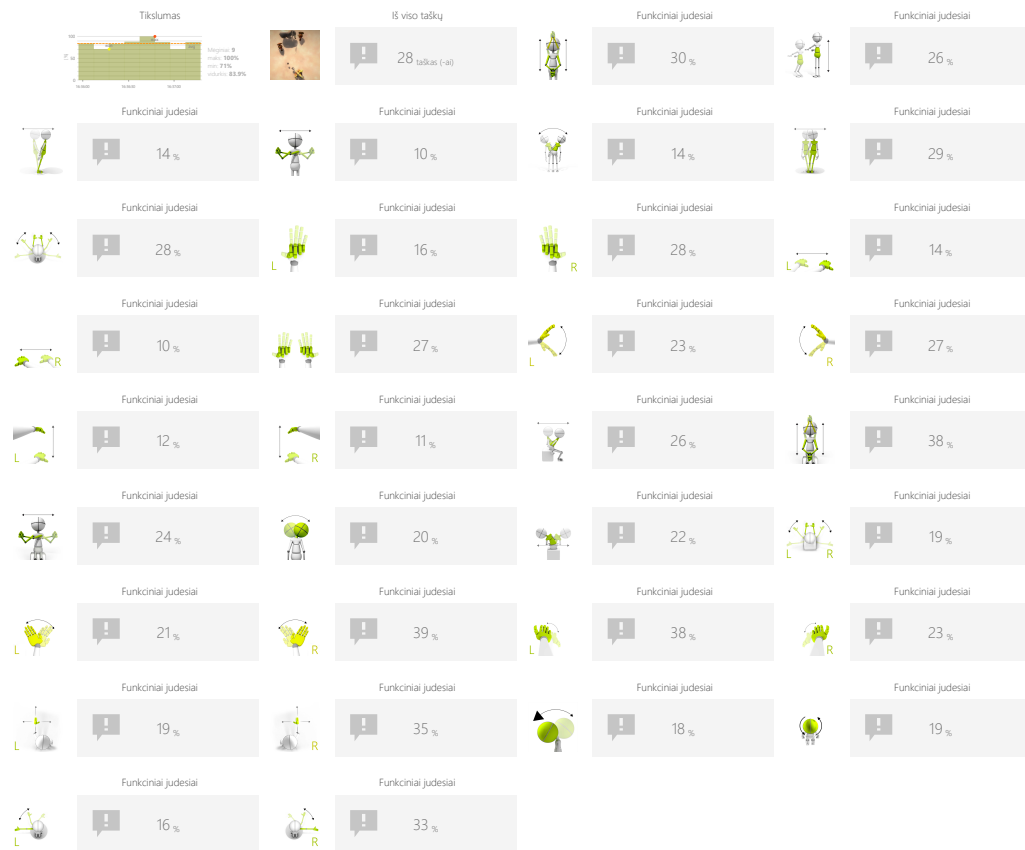 Tikslumas
Iš viso taškų
Funkciniai judesiai
Funkciniai judesiai
100
50
0
Mėginimai: 9
maks: 100%
min: 71%
vidutinis: 83.9%
28 taškas (-ai)
30 %
26 %
Funkciniai judesiai
Funkciniai judesiai
Funkciniai judesiai
Funkciniai judesiai
14 %
10 %
14 %
29 %
Funkciniai judesiai
Funkciniai judesiai
Funkciniai judesiai
Funkciniai judesiai
28 %
L
16 %
R
28 %
L
14 %
Funkciniai judesiai
Funkciniai judesiai
Funkciniai judesiai
Funkciniai judesiai
R
10 %
27 %
L
23 %
R
27 %
Funkciniai judesiai
Funkciniai judesiai
Funkciniai judesiai
Funkciniai judesiai
L
12 %
R
11 %
26 %
38 %
Funkciniai judesiai
Funkciniai judesiai
Funkciniai judesiai
Funkciniai judesiai
24 %
20 %
22 %
L R
19 %
Funkciniai judesiai
Funkciniai judesiai
Funkciniai judesiai
Funkciniai judesiai
L
21 %
R
39 %
L
38 %
R
23 %
Funkciniai judesiai
Funkciniai judesiai
Funkciniai judesiai
Funkciniai judesiai
L
19 %
R
35 %
18 %
19 %
Funkciniai judesiai
Funkciniai judesiai
L
16 %
R
33 %